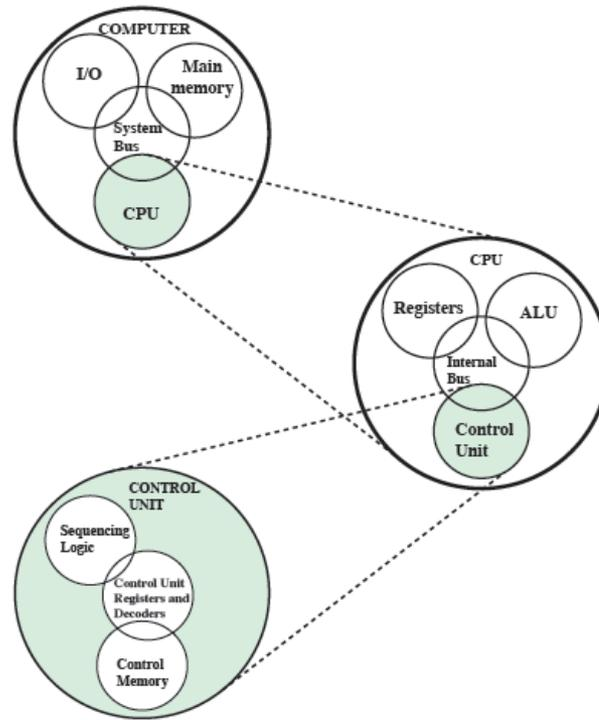 COMPUTER
I/O
Main
memory
System
Bus
CPU
CPU
Registers
ALU
Internal
Bus
Control
Unit
CONTROL
UNIT
Sequencing
Logic
Control Unit
Registers and
Decoders
Control
Memory